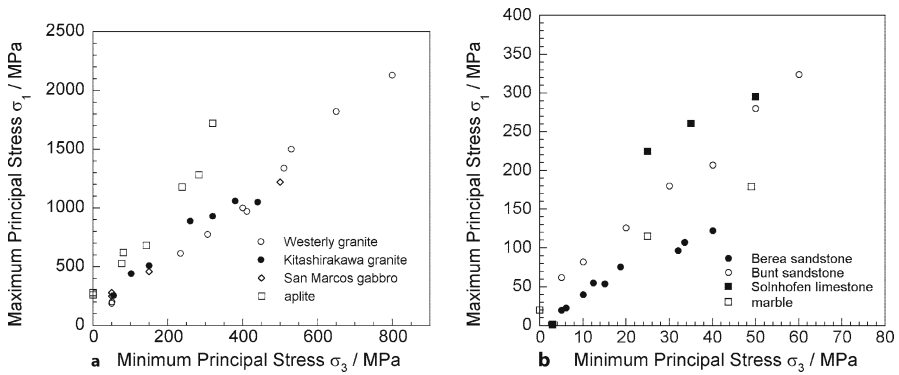 2500
2000
1500
1000
500
0
Maximum Principal Stress σ1 / MPa
Westerly granite
Kitashirakawa granite
San Marcos gabbro
aplite
0 200 400 600 800
a Minimum Principal Stress σ3 / MPa
400
350
300
250
200
150
100
50
0
Maximum Principal Stress σ1 / MPa
Berea sandstone
Bunt sandstone
Solnhofen limestone
marble
0 10 20 30 40 50 60 70 80
b Minimum Principal Stress σ3 / MPa